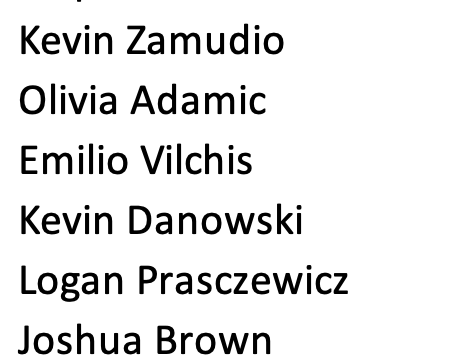 Kevin Zamudio
Olivia Adamic
Emilio Vilchis
Kevin Danowski
Logan Prasczewicz
Joshua Brown